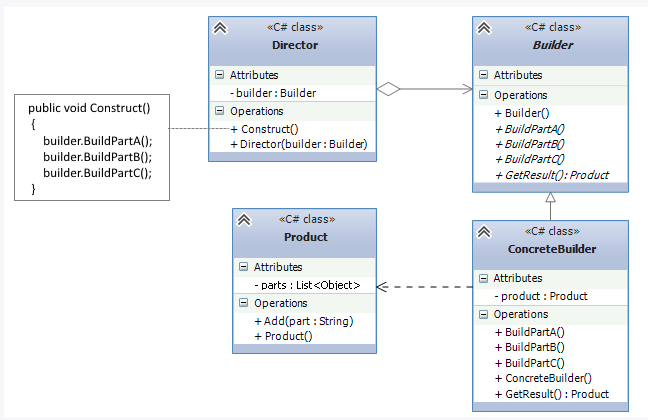 «C# class»
Director
Attributes
- builder : Builder
Operations
+ Construct()
+ Director(builder : Builder)
«C# class»
Builder
Attributes
Operations
+ Builder()
+ BuildPartA()
+ BuildPartB()
+ BuildPartC()
+ GetResult() : Product
public void Construct()
{
builder.BuildPartA();
builder.BuildPartB();
builder.BuildPartC();
}
«C# class»
Product
Attributes
- parts : List<Object>
Operations
+ Add(part : String)
+ Product()
«C# class»
ConcreteBuilder
Attributes
- product : Product
Operations
+ BuildPartA()
+ BuildPartB()
+ BuildPartC()
+ ConcreteBuilder()
+ GetResult() : Product